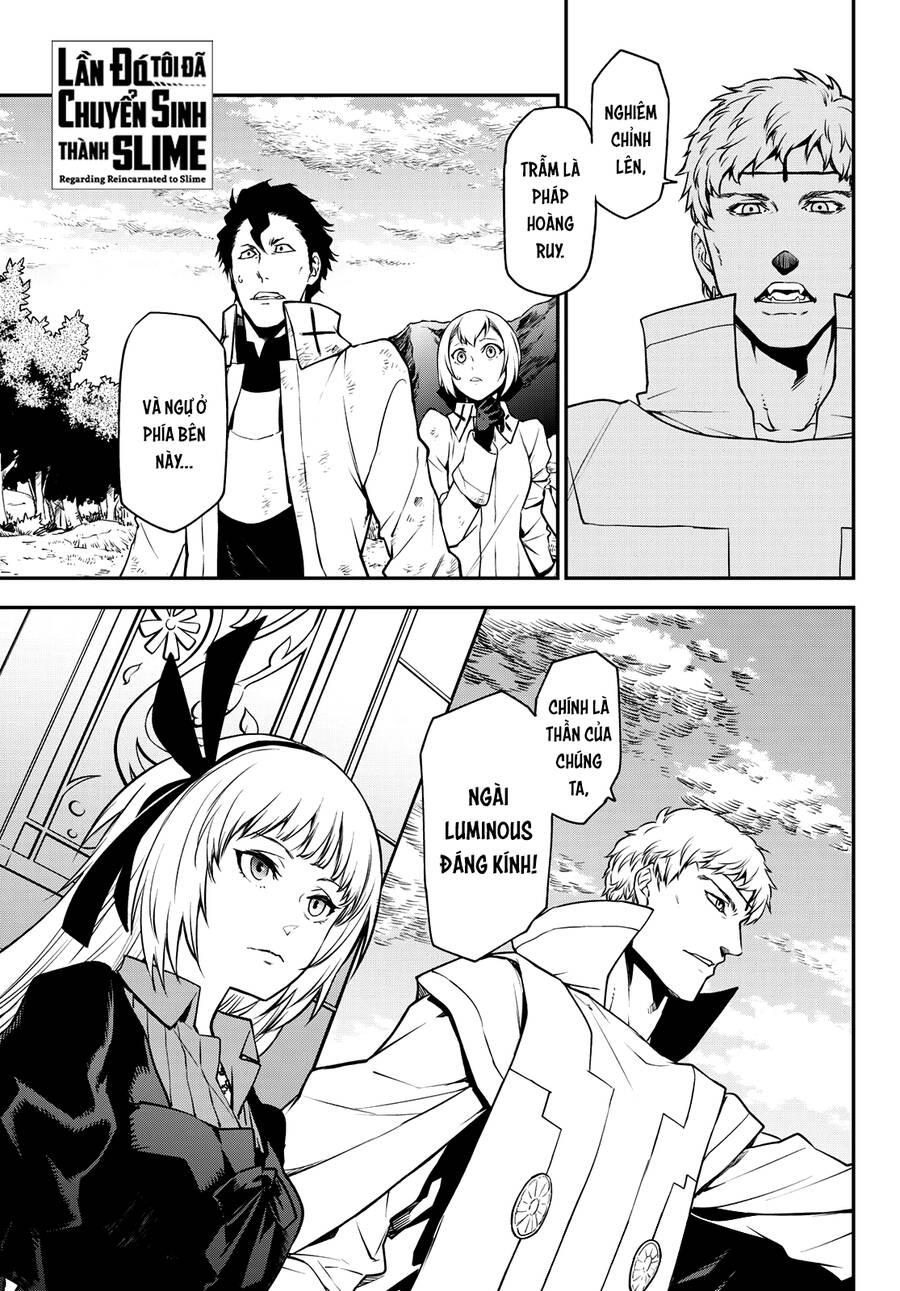 LẦN ĐÓ TÔI ĐÃ
CHUYỂN SINH
THÀNH SLIME
Regarding Reincarnated to Slime
NGHIÊM
CHỈNH
LÊN,
TRẪM LÀ
PHÁP
HOÀNG
RUY.
VÀ NGỰ Ở
PHÍA BÊN
NÀY...
CHÍNH LÀ
THẦN CỦA
CHÚNG
TA,
NGÀI
LUMINOUS
ĐÁNG KÍNH!